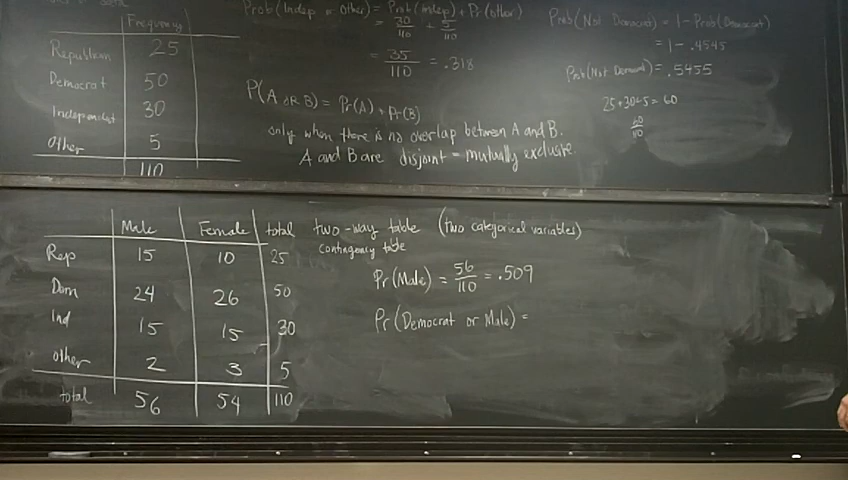 Frequency
Republican 25
Democrat 50
Independent 30
Other 5
110
Prob(Indep or Other) = Prob(indep) + Pr(other)
= 30/110 + 5/110
= 35/110 = .318
P(A OR B) = Pr(A) + Pr(B)
only when there is no overlap between A and B.
A and B are disjoint = mutually exclusive.
Prob(Not Democrat) = 1 - Prob(Democrat)
= 1 - .4545
Prob(Not Democrat) = .5455
25+30+5 = 60
60/110
Male Female total
Rep 15 10 25
Dem 24 26 50
Ind 15 15 30
other 2 3 5
total 56 54 110
two-way table (two categorical variables)
contingency table
Pr(Male) = 56/110 = .509
Pr(Democrat or Male) =